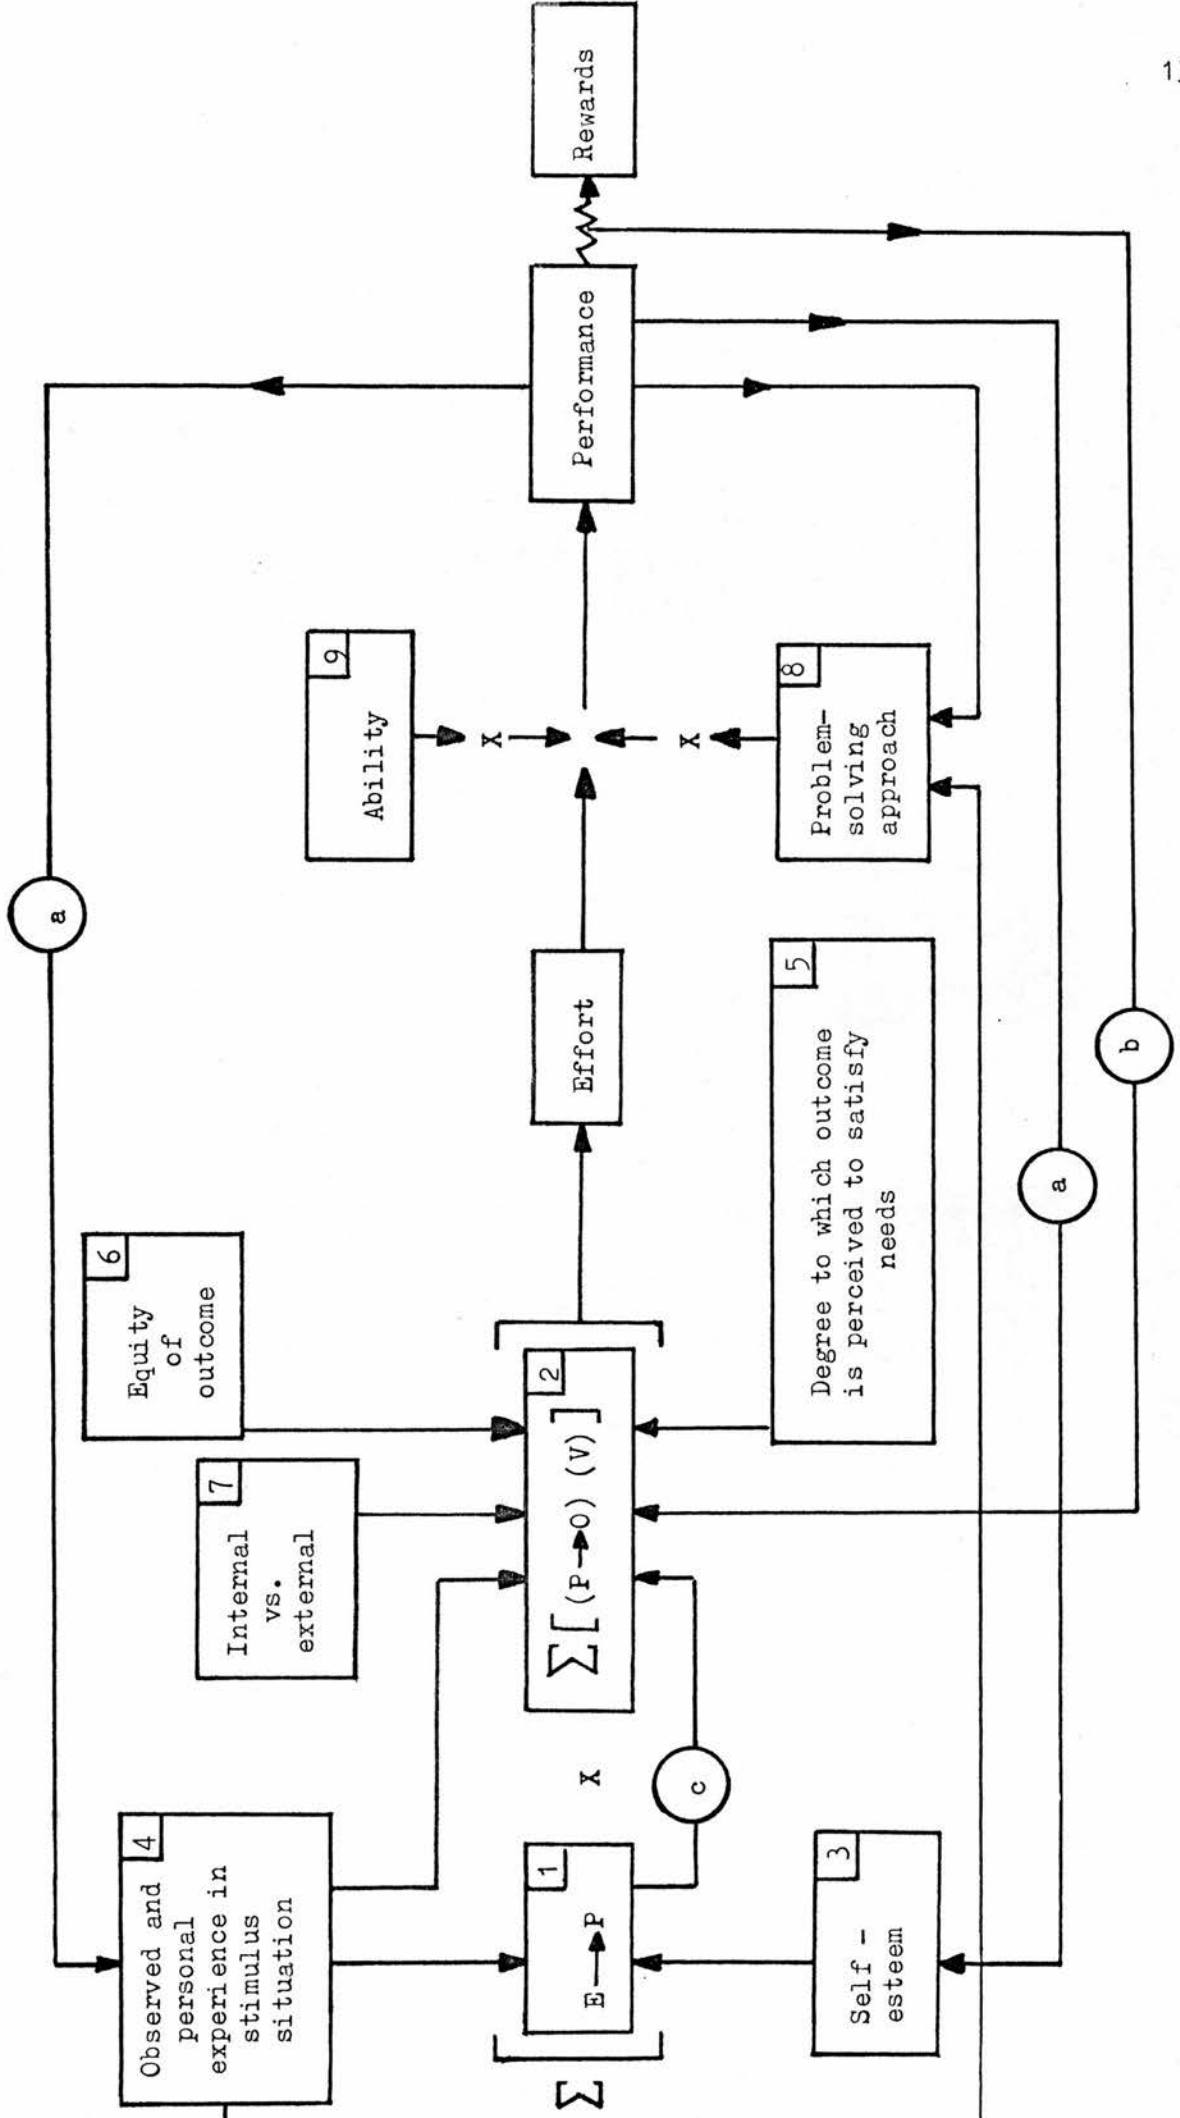 a
4
Observed and
personal
experience in
stimulus
situation
7
Internal
vs.
external
6
Equity
of
outcome
9
Ability
Σ
[
1
E→P
X
2
Σ[(P→O)(V)]
]
Effort
X
X
Performance
Rewards
c
3
Self -
esteem
5
Degree to which outcome
is perceived to satisfy
needs
8
Problem-
solving
approach
a
b